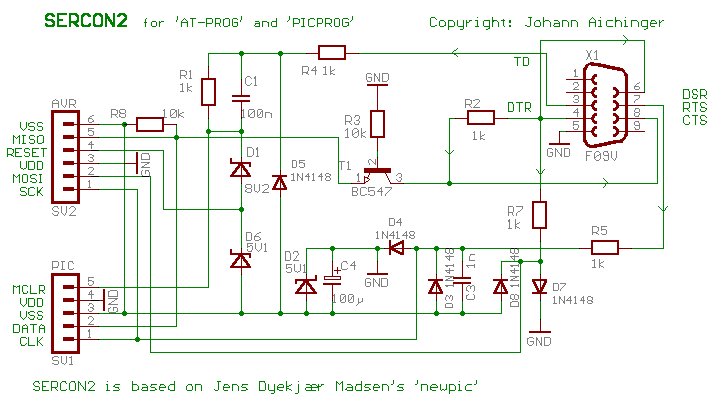 SERCON2 for 'AT-PROG' and 'PICPROG' Copyright: Johann Aichinger
R4 1k
TD
X1
R1
1k
C1
100n
GND
DSR
RTS
CTS
1
2
3
4
5
6
7
8
9
F09V
GND
DTR
R2
1k
AVR
R8 10k
VSS 6
MISO 5
RESET 4
VDD 3
MOSI 2
SCK 1
GND
SV2
R3
10k
D1
8V2
D5
1N4148
T1
1
2
3
BC547
D4
1N4148
R7
1k
R5
1k
D6
5V1
D2
5V1
C4
+
100µ
GND
D3 1N4148
C3 1n
D8 1N4148
D7
1N4148
GND
PIC
MCLR 5
VDD 4
VSS 3
DATA 2
CLK 1
GND
SV1
SERCON2 is based on Jens Dyekjær Madsen's 'newpic'